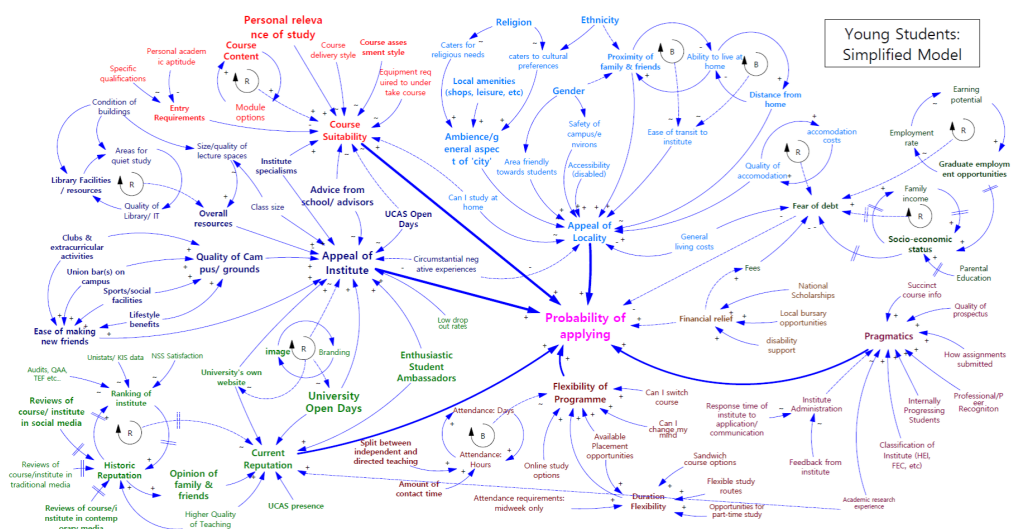 Young Students:
Simplified Model
Personal releva
nce of study
Religion
Ethnicity
Personal academ
ic aptitude
Course
Content
Course
delivery style
Course asses
sment style
Caters for
religious needs
caters to cultural
preferences
Proximity of
family & friends
B
Ability to live at
home
B
Specific
qualifications
R
Equipment req
uired to under
take course
Local amenities
(shops, leisure, etc)
Gender
Distance from
home
Earning
potential
Condition of
buildings
Entry
Requirements
Module
options
Course
Suitability
Ambience/g
eneral aspec
t of 'city'
Safety of
campus/e
nvirons
Ease of transit to
institute
accomodation
costs
Employment
rate
R
Areas for
quiet study
Size/quality of
lecture spaces
Institute
specialisms
Area friendly
towards students
Accessibility
(disabled)
Quality of
accomodation
R
Graduate employm
ent opportunities
Library Facilities
/ resources
R
Quality of
Library/ IT
Overall
resources
Class size
Advice from
school/ advisors
Can I study at
home
Fear of debt
Family
income
R
UCAS Open
Days
Appeal of
Locality
General
living costs
Socio-economic
status
Clubs &
extracurricular
activities
Quality of Cam
pus/ grounds
Appeal of
Institute
Circumstantial neg
ative experiences
Fees
Parental
Education
Union bar(s) on
campus
Sports/social
facilities
National
Scholarships
Succinct
course info
Lifestyle
benefits
Ease of making
new friends
Low drop
out rates
Probability of
applying
Financial relief
Local bursary
opportunities
Quality of
prospectus
disability
support
Pragmatics
image
R
Branding
Enthusiastic
Student
Ambassadors
How assignments
submitted
Unistats/ KIS data
NSS Satisfaction
University's own
website
Audits, QAA,
TEF etc..
Ranking of
institute
University
Open Days
Flexibility of
Programme
Can I switch
course
Professional/P
eer
Recogniton
Reviews of
course/ institute
in social media
R
Attendance: Days
Can I
change my
mind
Response time of
institute to
application/
communication
Institute
Administration
Internally
Progressing
Students
B
Split between
independent and
directed teaching
Attendance:
Hours
Available
Placement
opportunities
Classification of
Institute (HEI,
FEC, etc)
Reviews of
course/institute in
traditional media
Historic
Reputation
Current
Reputation
Opinion of
family &
friends
Online study
options
Sandwich
course options
Feedback from
institute
Amount of
contact time
Flexible study
routes
Reviews of course/i
nstitute in contemp
orary media
Higher Quality
of Teaching
UCAS presence
Attendance requirements:
midweek only
Duration
Flexibility
Opportunities for
part-time study
Academic research
experience